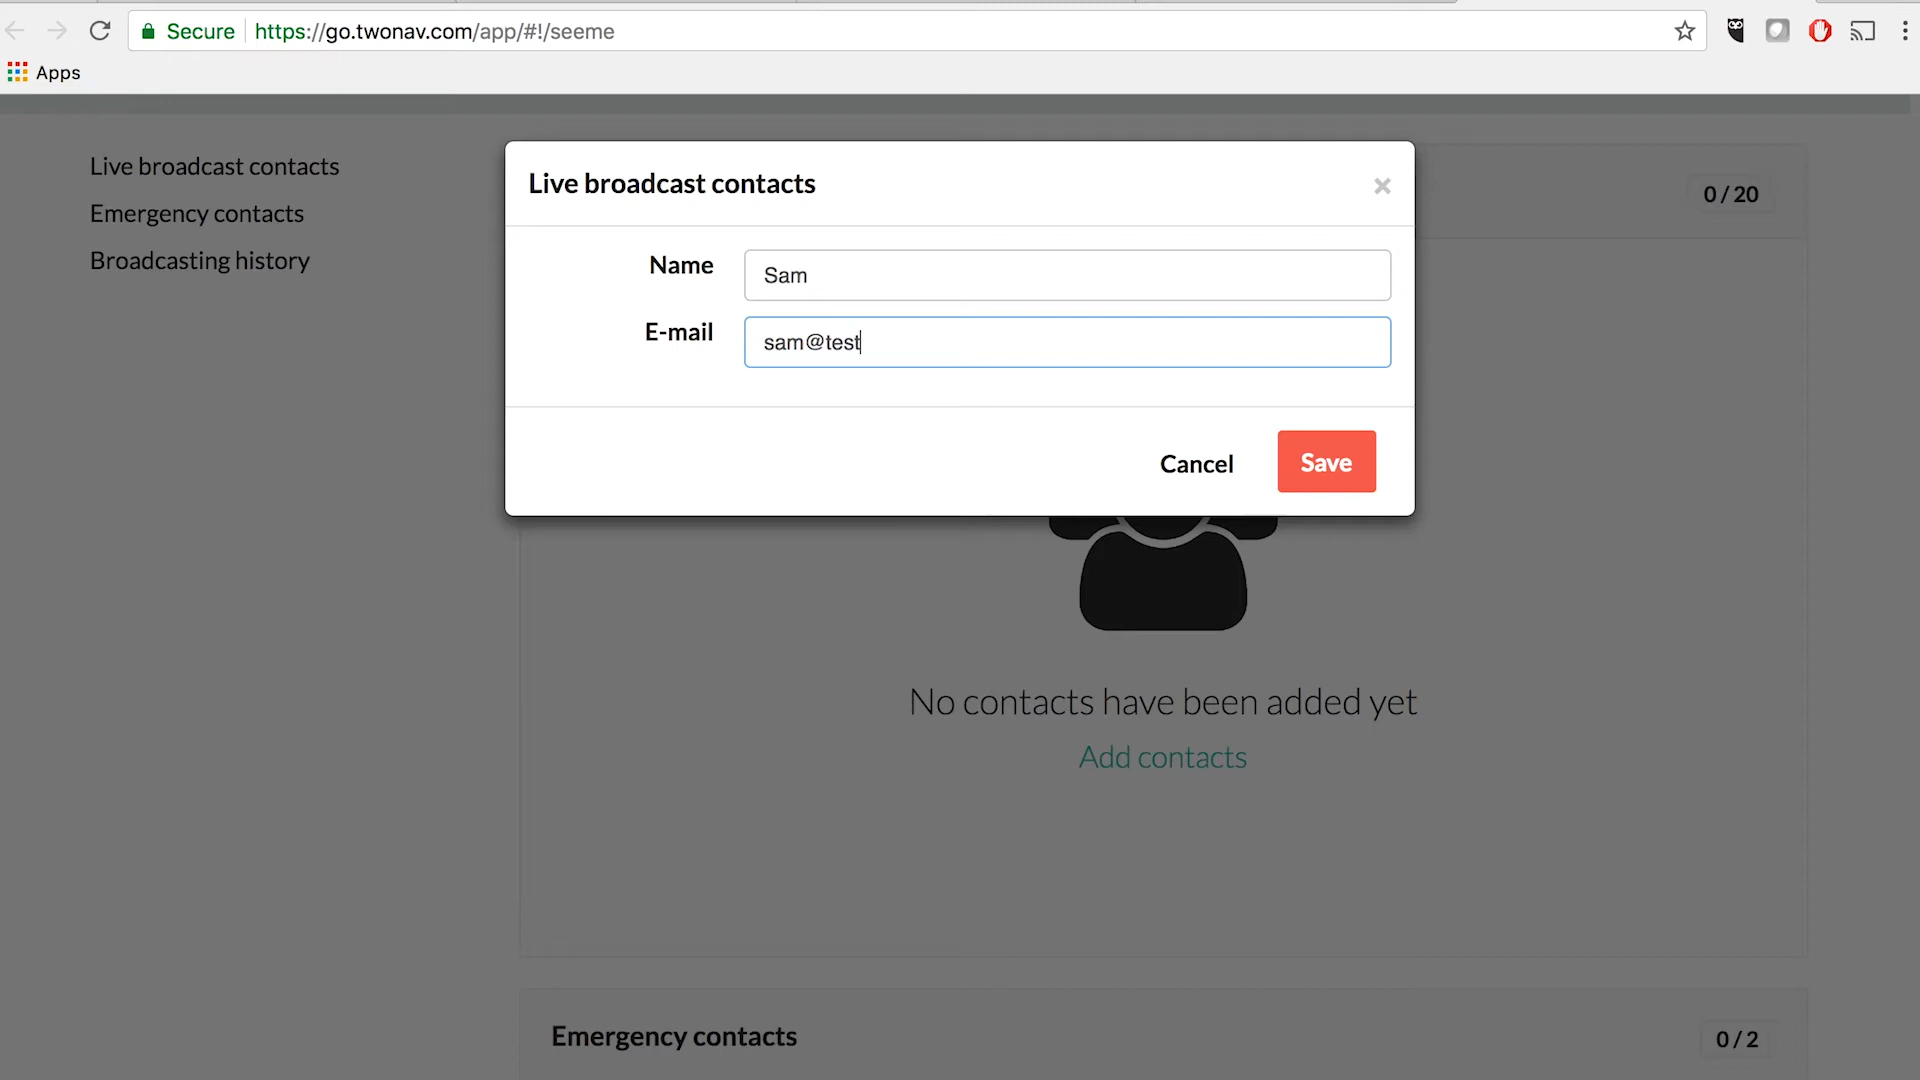 Secure https://go.twonav.com/app/#!/seeme
Apps
Live broadcast contacts
Emergency contacts
Broadcasting history
Live broadcast contacts ×
0 / 20
Name Sam
E-mail sam@test
Cancel Save
No contacts have been added yet
Add contacts
Emergency contacts 0 / 2